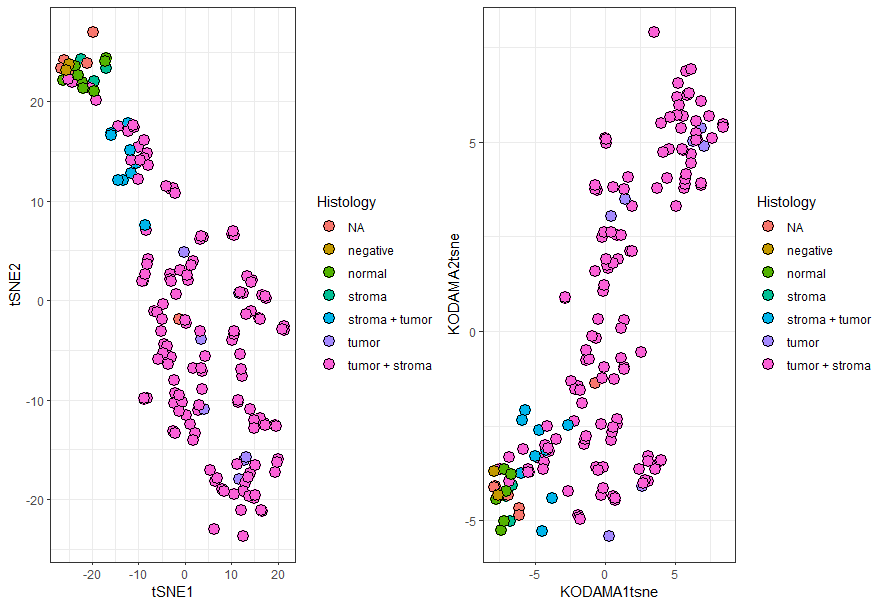 tSNE2
20
10
0
-10
-20
-20
-10
0
10
20
tSNE1
Histology
NA
negative
normal
stroma
stroma + tumor
tumor
tumor + stroma
KODAMA2tsne
5
0
-5
-5
0
5
KODAMA1tsne
Histology
NA
negative
normal
stroma
stroma + tumor
tumor
tumor + stroma